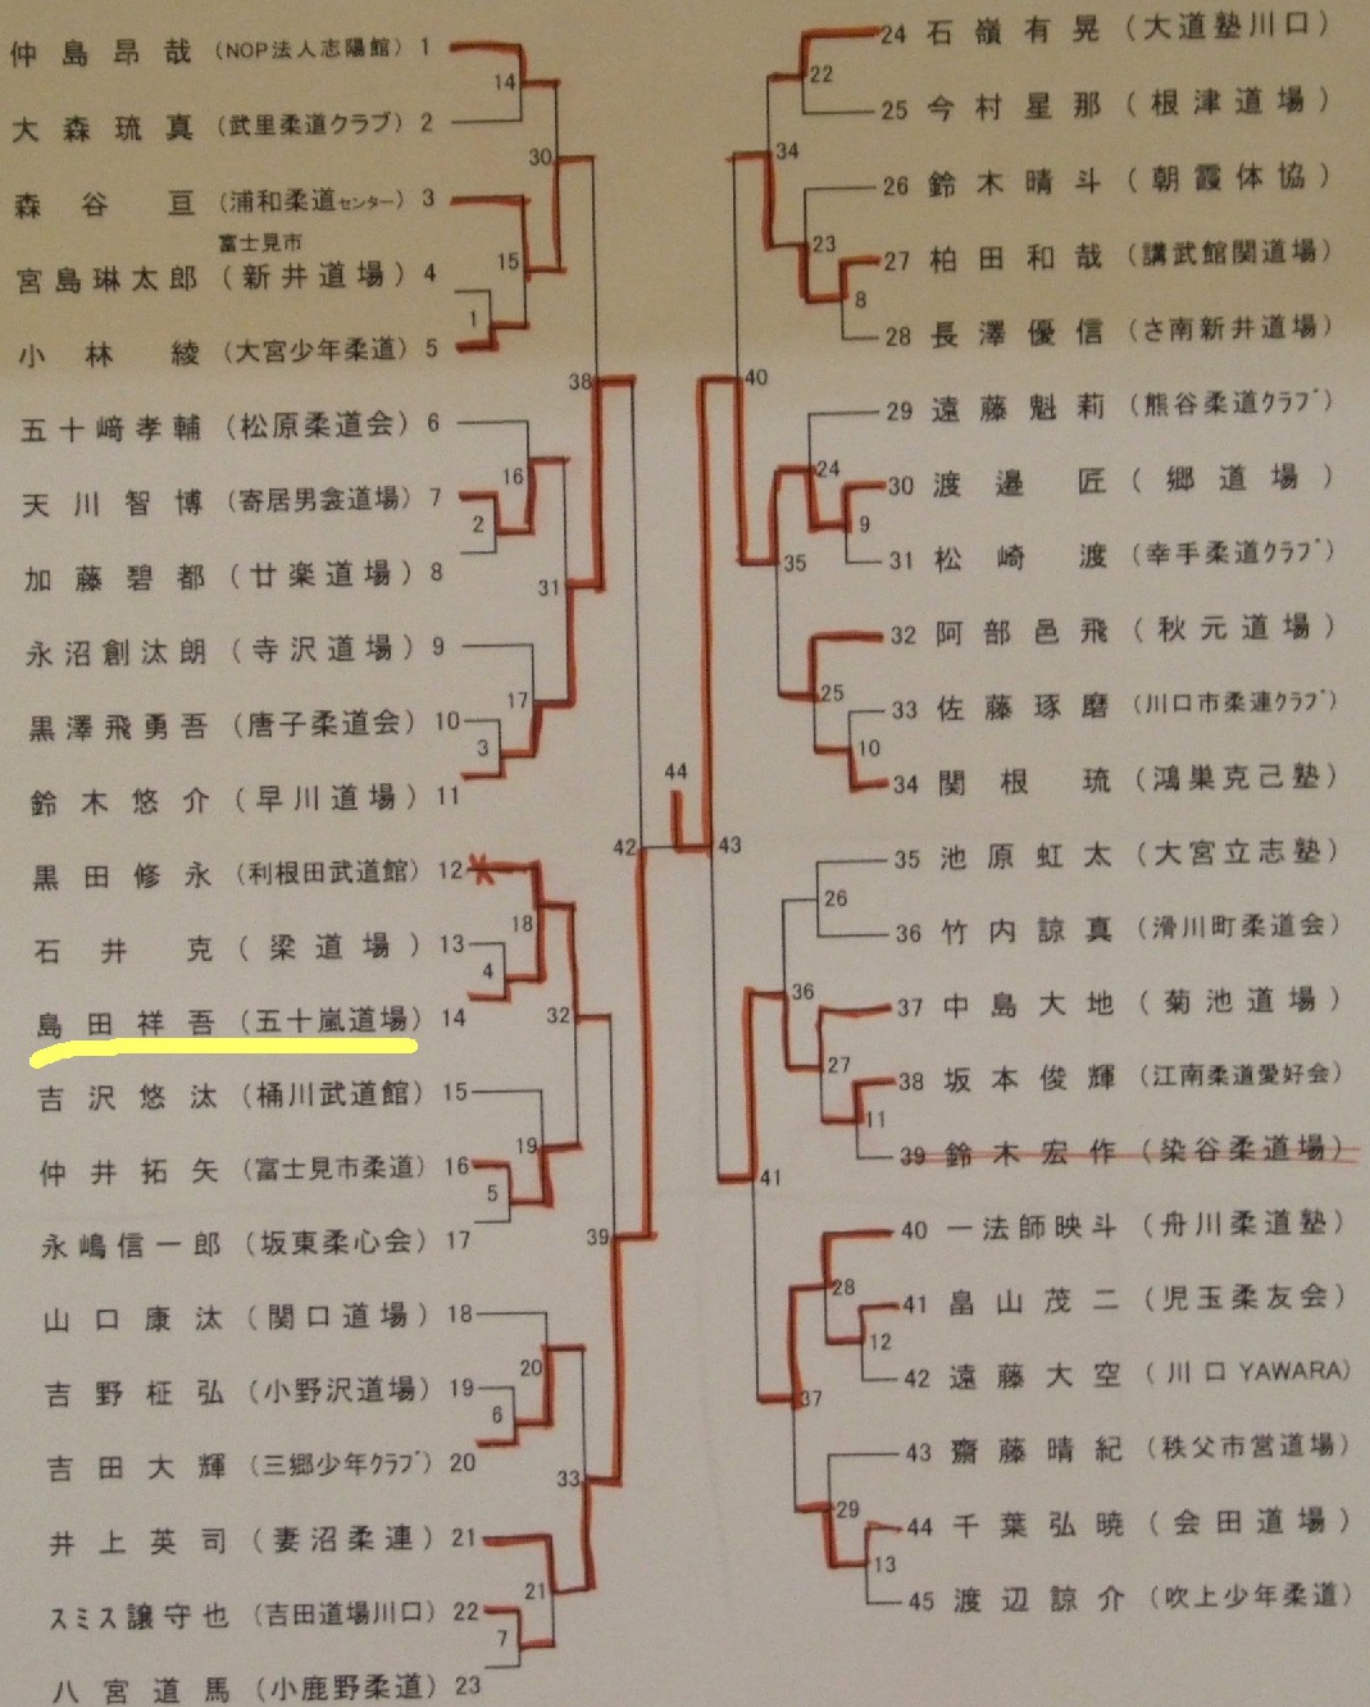 仲島昂哉 (NOP法人志陽館) 1
大森琉真 (武里柔道クラブ) 2
森谷亘 (浦和柔道センター) 3
富士見市
宮島琳太郎 (新井道場) 4
小林綾 (大宮少年柔道) 5
五十﨑孝輔 (松原柔道会) 6
天川智博 (寄居男衾道場) 7
加藤碧都 (廿楽道場) 8
永沼創汰朗 (寺沢道場) 9
黒澤飛勇吾 (唐子柔道会) 10
鈴木悠介 (早川道場) 11
黒田修永 (利根田武道館) 12
石井克 (梁道場) 13
島田祥吾 (五十嵐道場) 14
吉沢悠汰 (桶川武道館) 15
仲井拓矢 (富士見市柔道) 16
永嶋信一郎 (坂東柔心会) 17
山口康汰 (関口道場) 18
吉野柾弘 (小野沢道場) 19
吉田大輝 (三郷少年クラブ) 20
井上英司 (妻沼柔連) 21
スミス譲守也 (吉田道場川口) 22
八宮道馬 (小鹿野柔道) 23
14
30
15
1
38
16
2
31
17
3
42
18
4
32
19
5
39
20
6
33
21
7
44
43
24 石嶺有晃 (大道塾川口)
25 今村星那 (根津道場)
26 鈴木晴斗 (朝霞体協)
27 柏田和哉 (講武館関道場)
28 長澤優信 (さ南新井道場)
29 遠藤魁莉 (熊谷柔道クラブ)
30 渡邉匠 (郷道場)
31 松崎渡 (幸手柔道クラブ)
32 阿部邑飛 (秋元道場)
33 佐藤琢磨 (川口市柔連クラブ)
34 関根琉 (鴻巣克己塾)
35 池原虹太 (大宮立志塾)
36 竹内諒真 (滑川町柔道会)
37 中島大地 (菊池道場)
38 坂本俊輝 (江南柔道愛好会)
39 鈴木宏作 (染谷柔道場)
40 一法師映斗 (舟川柔道塾)
41 畠山茂二 (児玉柔友会)
42 遠藤大空 (川口YAWARA)
43 齋藤晴紀 (秩父市営道場)
44 千葉弘暁 (会田道場)
45 渡辺諒介 (吹上少年柔道)
22
34
23
8
40
24
9
35
25
10
26
36
27
11
41
28
12
37
29
13